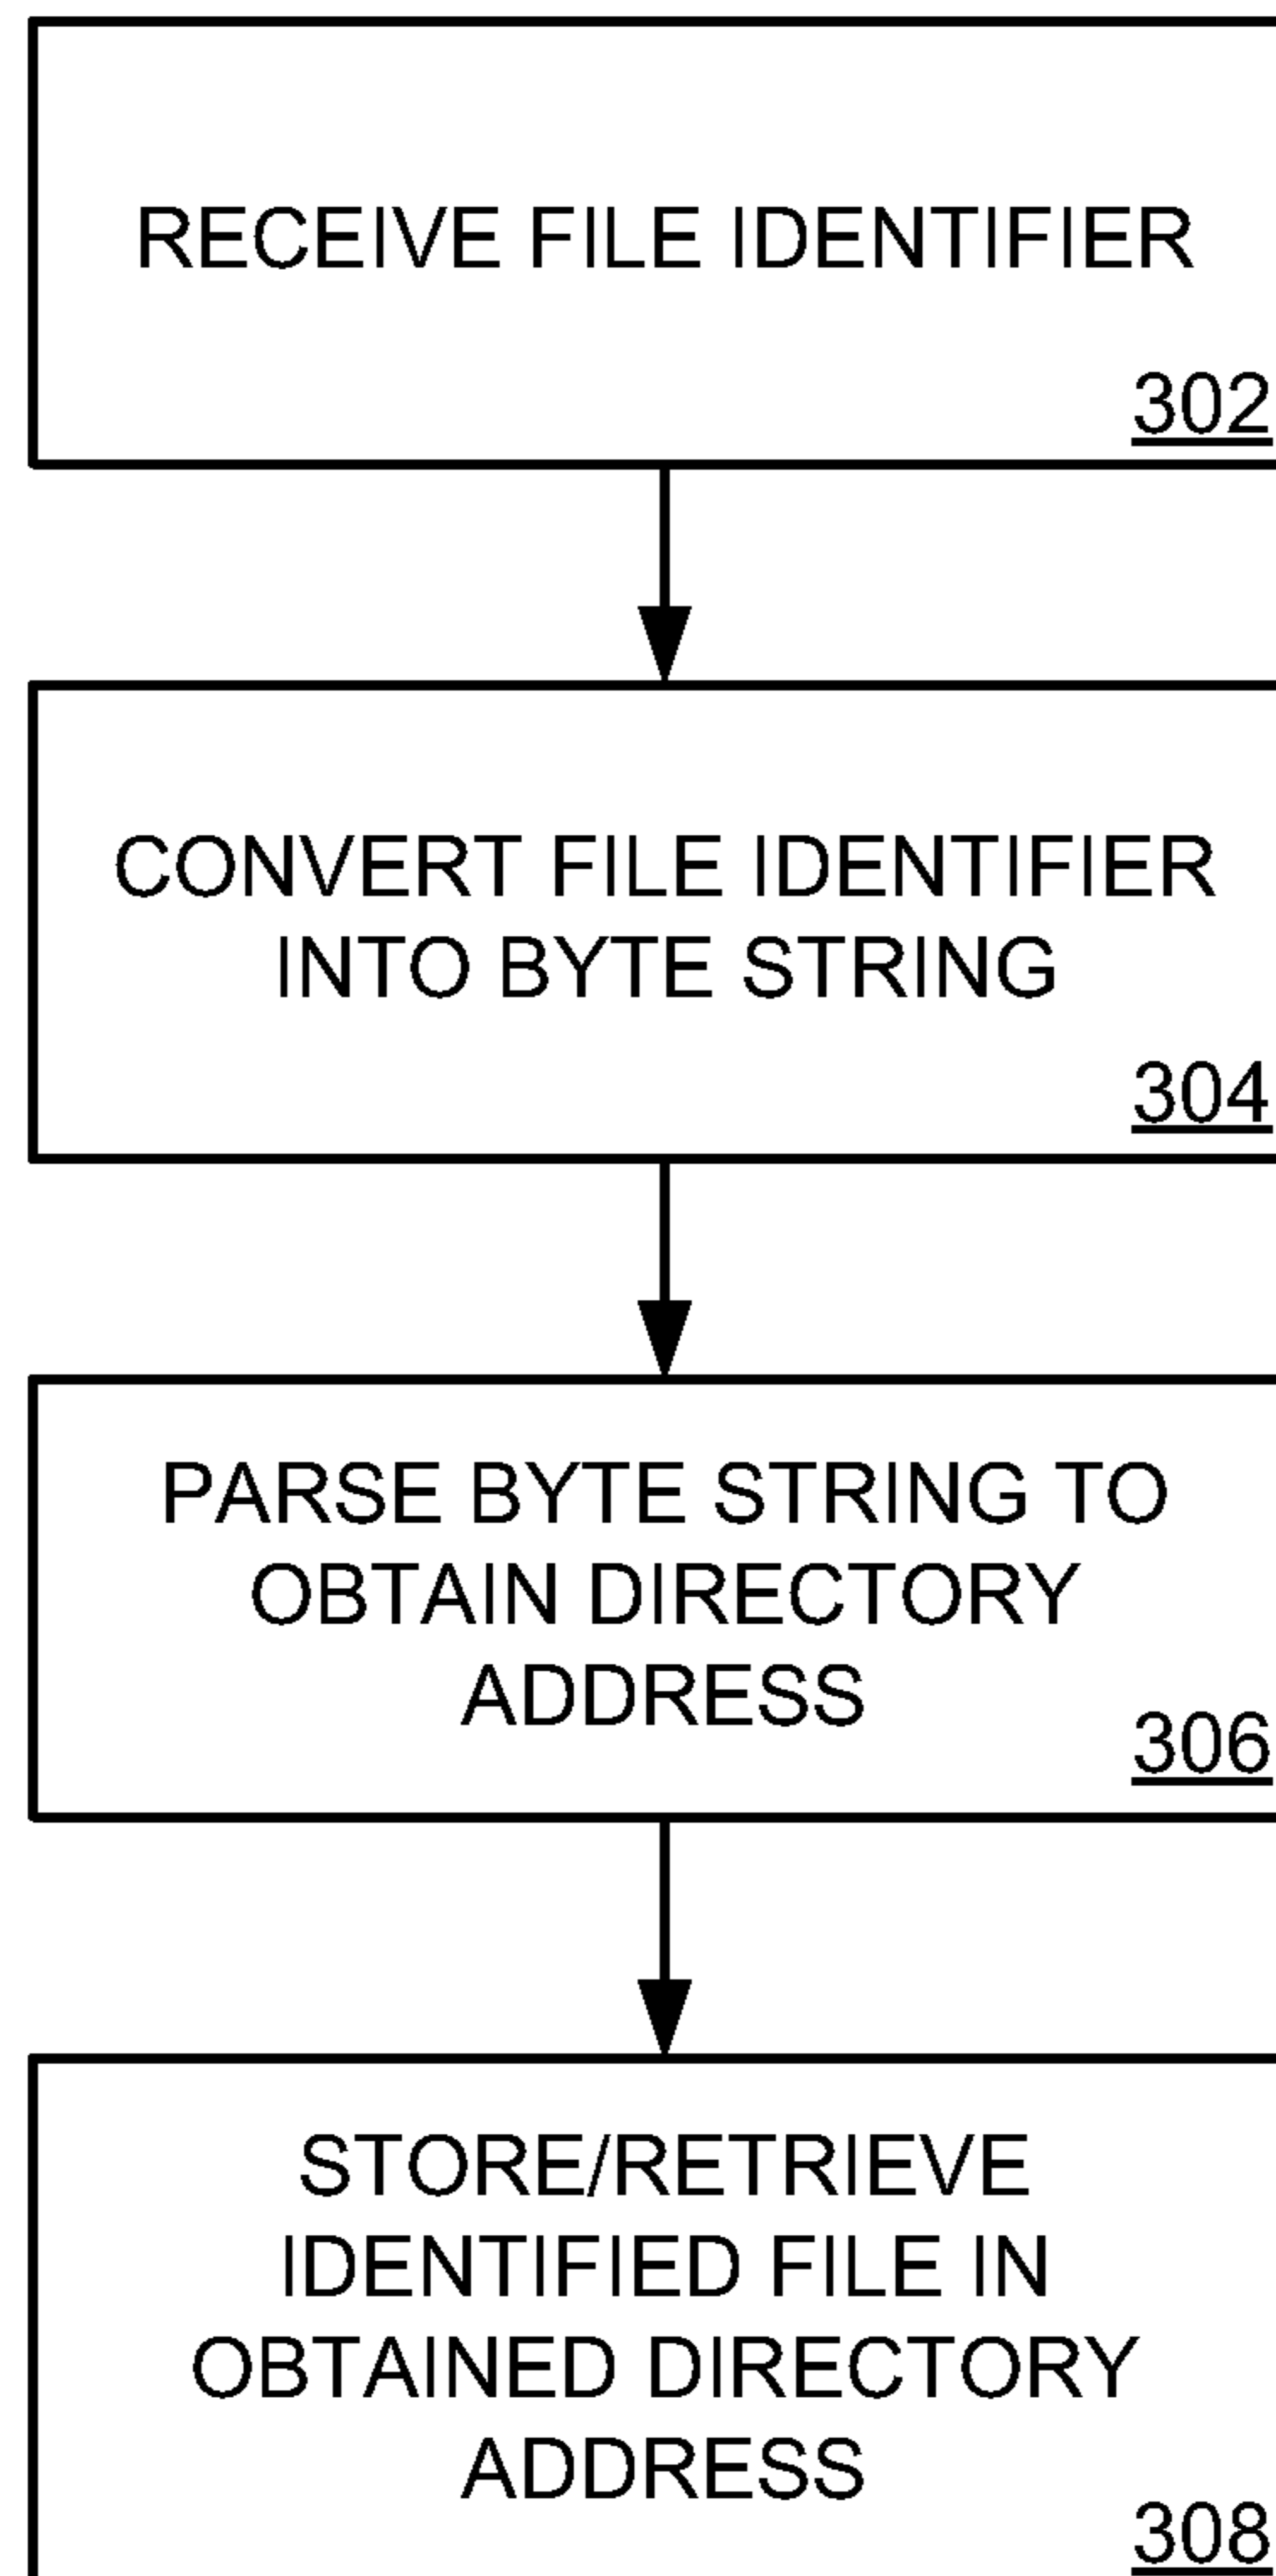 RECEIVE FILE IDENTIFIER
302
CONVERT FILE IDENTIFIER
INTO BYTE STRING
304
PARSE BYTE STRING TO
OBTAIN DIRECTORY
ADDRESS
306
STORE/RETRIEVE
IDENTIFIED FILE IN
OBTAINED DIRECTORY
ADDRESS
308